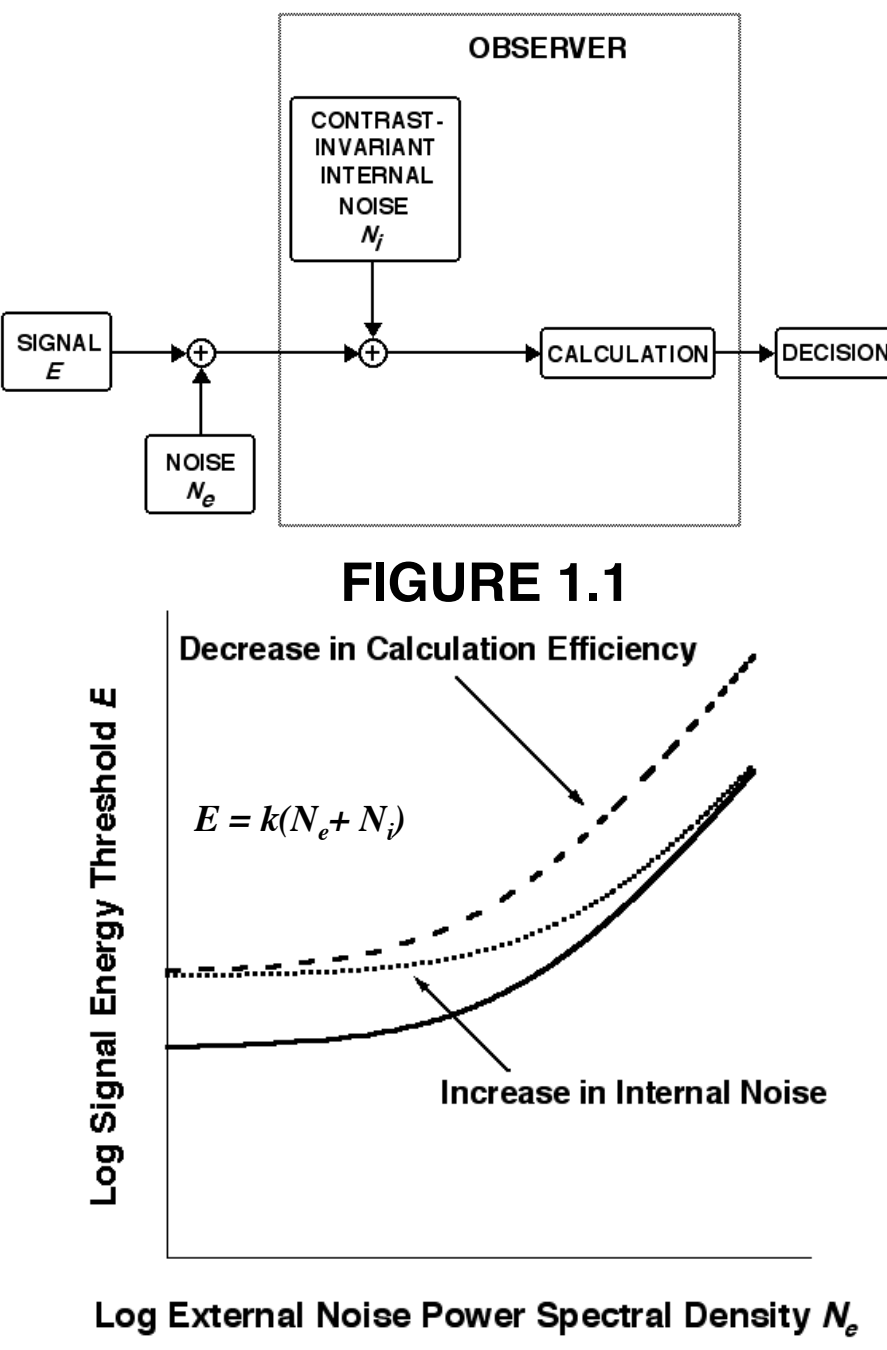 OBSERVER
CONTRAST-
INVARIANT
INTERNAL
NOISE
Ni
SIGNAL
E
CALCULATION
DECISION
NOISE
Ne
FIGURE 1.1
Decrease in Calculation Efficiency
E = k(Ne+ Ni)
Increase in Internal Noise
Log Signal Energy Threshold E
Log External Noise Power Spectral Density Ne